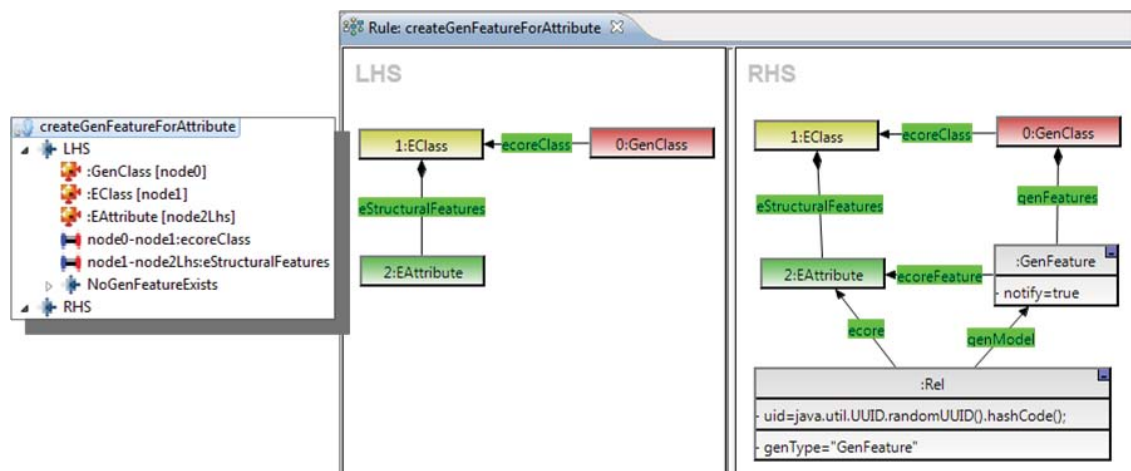 Rule: createGenFeatureForAttribute
createGenFeatureForAttribute
LHS
:GenClass [node0]
:EClass [node1]
:EAttribute [node2Lhs]
node0-node1:ecoreClass
node1-node2Lhs:eStructuralFeatures
NoGenFeatureExists
RHS
LHS
1:EClass
ecoreClass
0:GenClass
eStructuralFeatures
2:EAttribute
RHS
1:EClass
ecoreClass
0:GenClass
eStructuralFeatures
genFeatures
2:EAttribute
ecoreFeature
:GenFeature
- notify=true
ecore
genModel
:Rel
- uid=java.util.UUID.randomUUID().hashCode();
- genType="GenFeature"